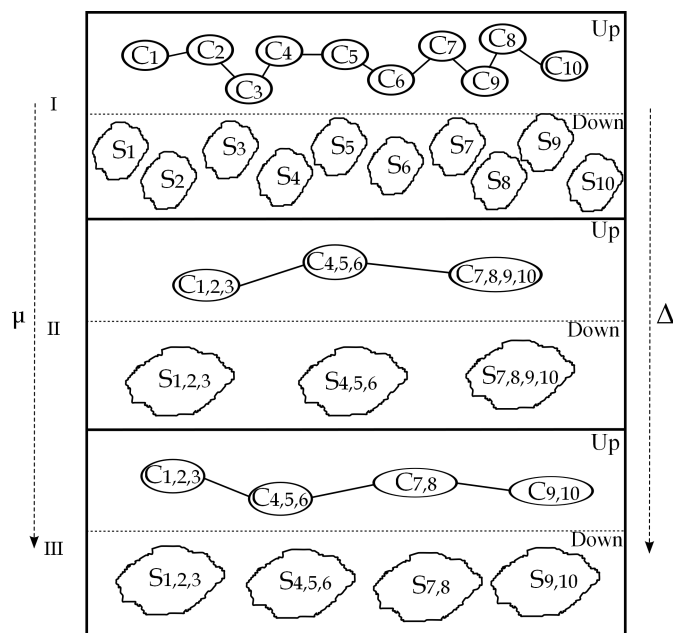 Up
C1 C2 C3 C4 C5 C6 C7 C9 C8 C10
I
Down
S1 S2 S3 S4 S5 S6 S7 S8 S9 S10
Up
C1,2,3 C4,5,6 C7,8,9,10
μ II Δ
Down
S1,2,3 S4,5,6 S7,8,9,10
Up
C1,2,3 C4,5,6 C7,8 C9,10
III
Down
S1,2,3 S4,5,6 S7,8 S9,10